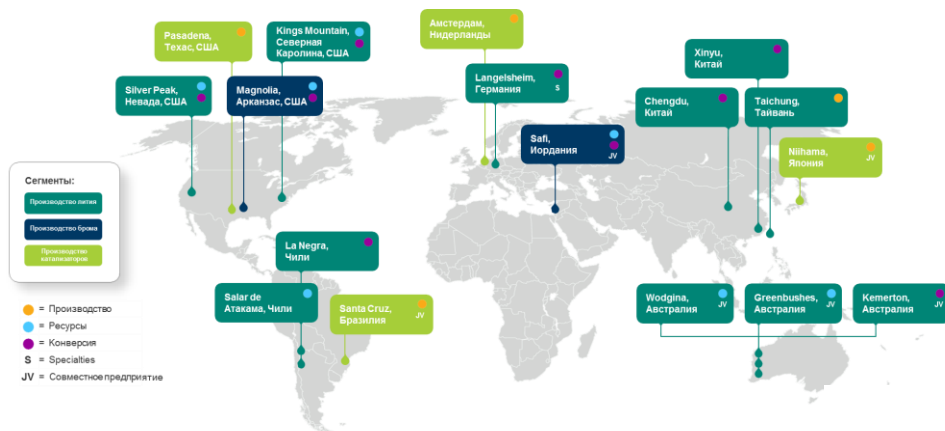 Pasadena,
Техас, США
Kings Mountain,
Северная
Каролина, США
Амстердам,
Нидерланды
Xinyu,
Китай
Silver Peak,
Невада, США
Magnolia,
Арканзас, США
Langelsheim,
Германия
S
Chengdu,
Китай
Taichung,
Тайвань
Safi,
Иордания
JV
Niihama,
Япония
JV
Сегменты:
Производство лития
Производство брома
Производство
катализаторов
La Negra,
Чили
Salar de
Атакама, Чили
Santa Cruz,
Бразилия
JV
Wodgina,
Австралия
JV
Greenbushes,
Австралия
JV
Kemerton,
Австралия
JV
= Производство
= Ресурсы
= Конверсия
S = Specialties
JV = Совместное предприятие